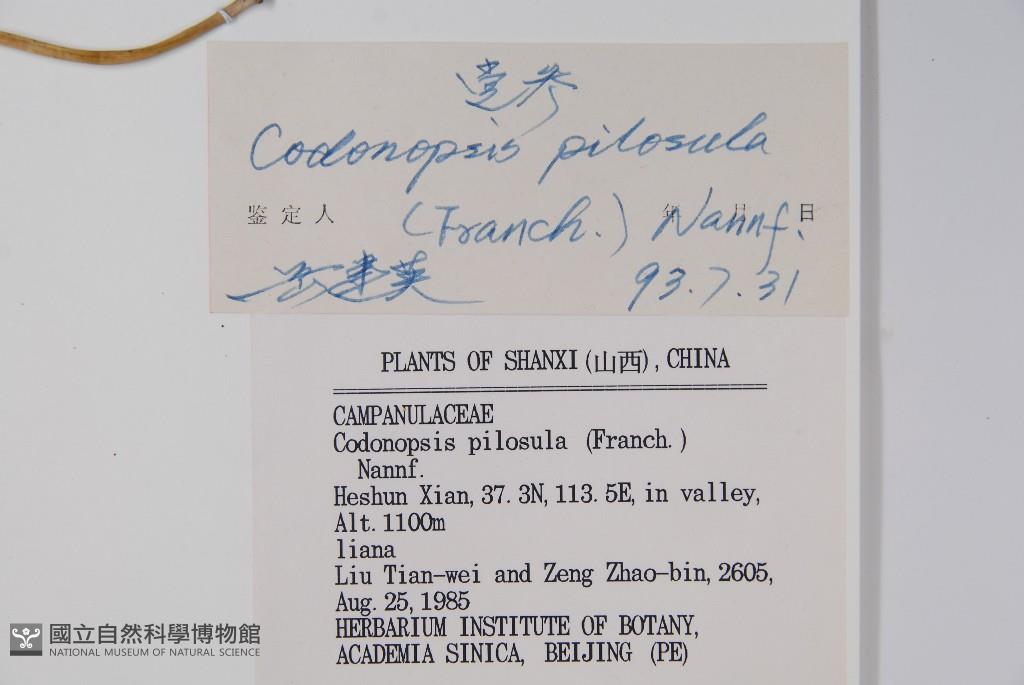 党参
Codonopsis pilosula
鉴定人 年 月 日
(Franch.) Nannf.
93.7.31
PLANTS OF SHANXI(山西), CHINA
CAMPANULACEAE
Codonopsis pilosula (Franch.)
Nannf.
Heshun Xian, 37.3N, 113.5E, in valley,
Alt. 1100m
liana
Liu Tian-wei and Zeng Zhao-bin, 2605,
Aug. 25, 1985
HERBARIUM INSTITUTE OF BOTANY,
ACADEMIA SINICA, BEIJING (PE)
國立自然科學博物館
NATIONAL MUSEUM OF NATURAL SCIENCE